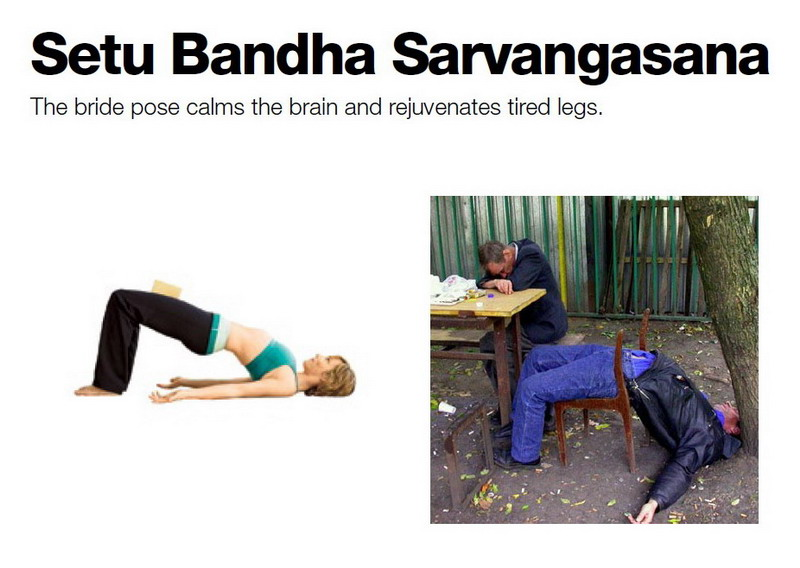 Setu Bandha Sarvangasana
The bride pose calms the brain and rejuvenates tired legs.